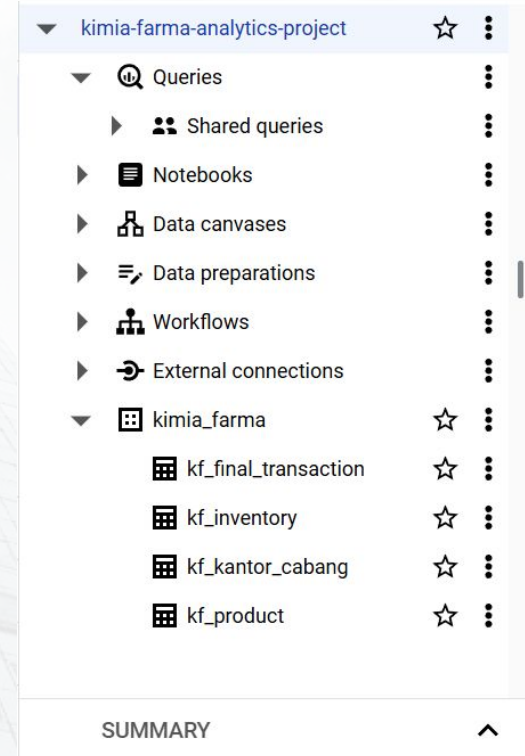 kimia-farma-analytics-project
Queries
Shared queries
Notebooks
Data canvases
Data preparations
Workflows
External connections
kimia_farma
kf_final_transaction
kf_inventory
kf_kantor_cabang
kf_product
SUMMARY